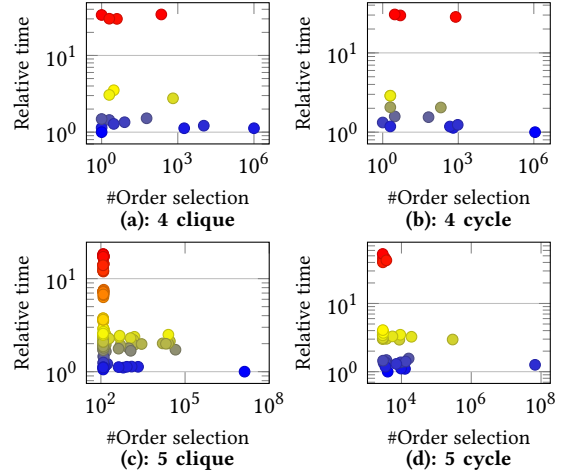 Relative time
10^1
10^0
10^0 10^3 10^6
#Order selection
(a): 4 clique
Relative time
10^1
10^0
10^0 10^3 10^6
#Order selection
(b): 4 cycle
Relative time
10^1
10^0
10^2 10^5 10^8
#Order selection
(c): 5 clique
Relative time
10^1
10^0
10^4 10^6 10^8
#Order selection
(d): 5 cycle